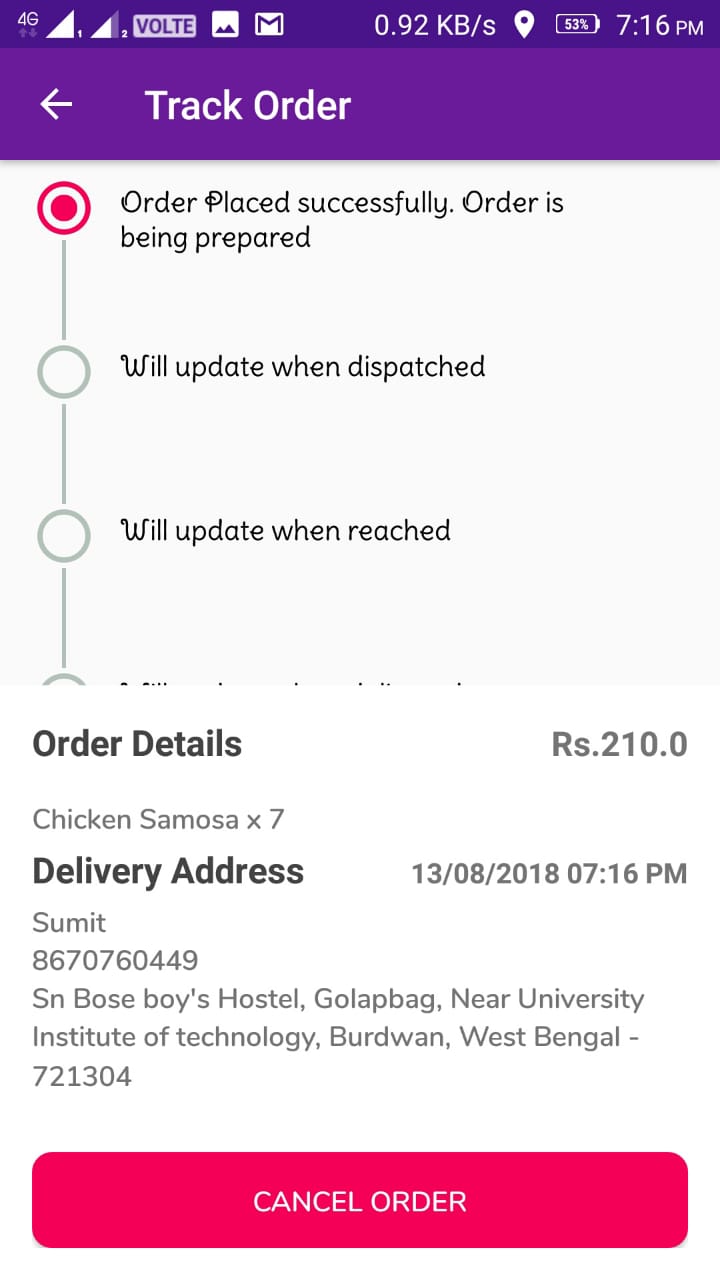 4G 1 2 VOLTE 0.92 KB/s 53% 7:16 PM
Track Order
Order Placed successfully. Order is
being prepared
Will update when dispatched
Will update when reached
Order Details Rs.210.0
Chicken Samosa x 7
Delivery Address 13/08/2018 07:16 PM
Sumit
8670760449
Sn Bose boy's Hostel, Golapbag, Near University
Institute of technology, Burdwan, West Bengal -
721304
CANCEL ORDER